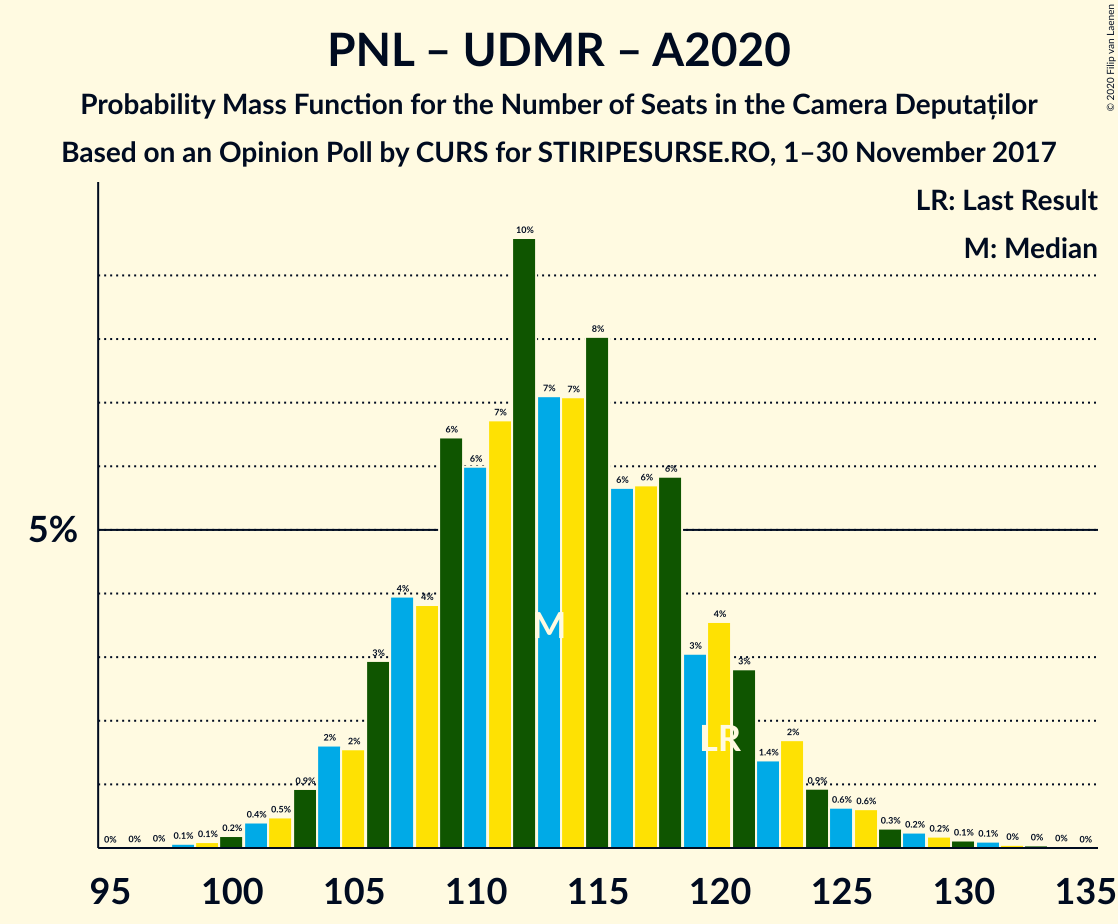 PNL – UDMR – A2020
Probability Mass Function for the Number of Seats in the Camera Deputaților
Based on an Opinion Poll by CURS for STIRIPESURSE.RO, 1–30 November 2017
© 2020 Filip van Laenen
LR: Last Result
M: Median
5%
0% 0% 0% 0.1% 0.1% 0.2% 0.4% 0.5% 0.9% 2% 2% 3% 4% 4% 6% 6% 7% 10% 7% 7% 8% 6% 6% 6% 3% 4% 3% 1.4% 2% 0.9% 0.6% 0.6% 0.3% 0.2% 0.2% 0.1% 0.1% 0% 0% 0% 0%
M
LR
95 100 105 110 115 120 125 130 135